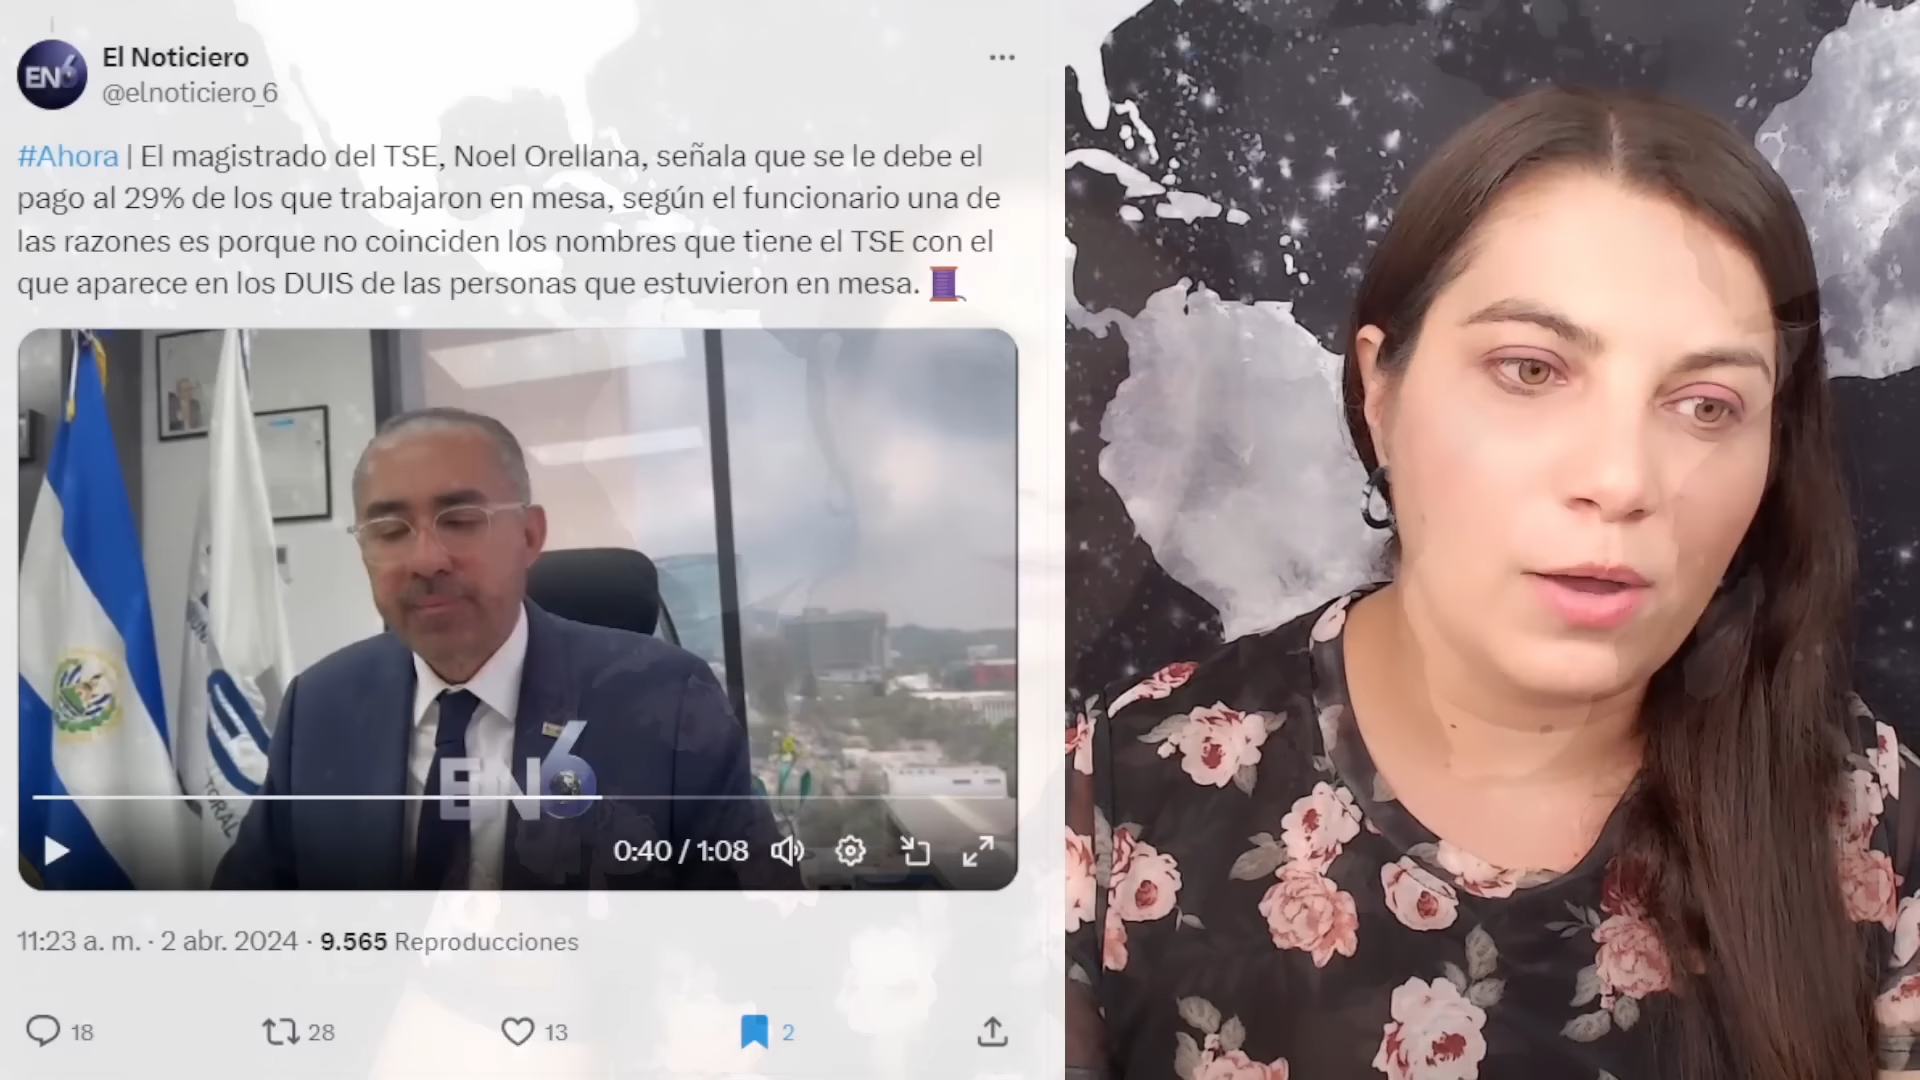 EN6
El Noticiero
@elnoticiero_6
#Ahora | El magistrado del TSE, Noel Orellana, señala que se le debe el
pago al 29% de los que trabajaron en mesa, según el funcionario una de
las razones es porque no coinciden los nombres que tiene el TSE con el
que aparece en los DUIS de las personas que estuvieron en mesa.
EN6
0:40 / 1:08
11:23 a. m. · 2 abr. 2024 · 9.565 Reproducciones
18
28
13
2